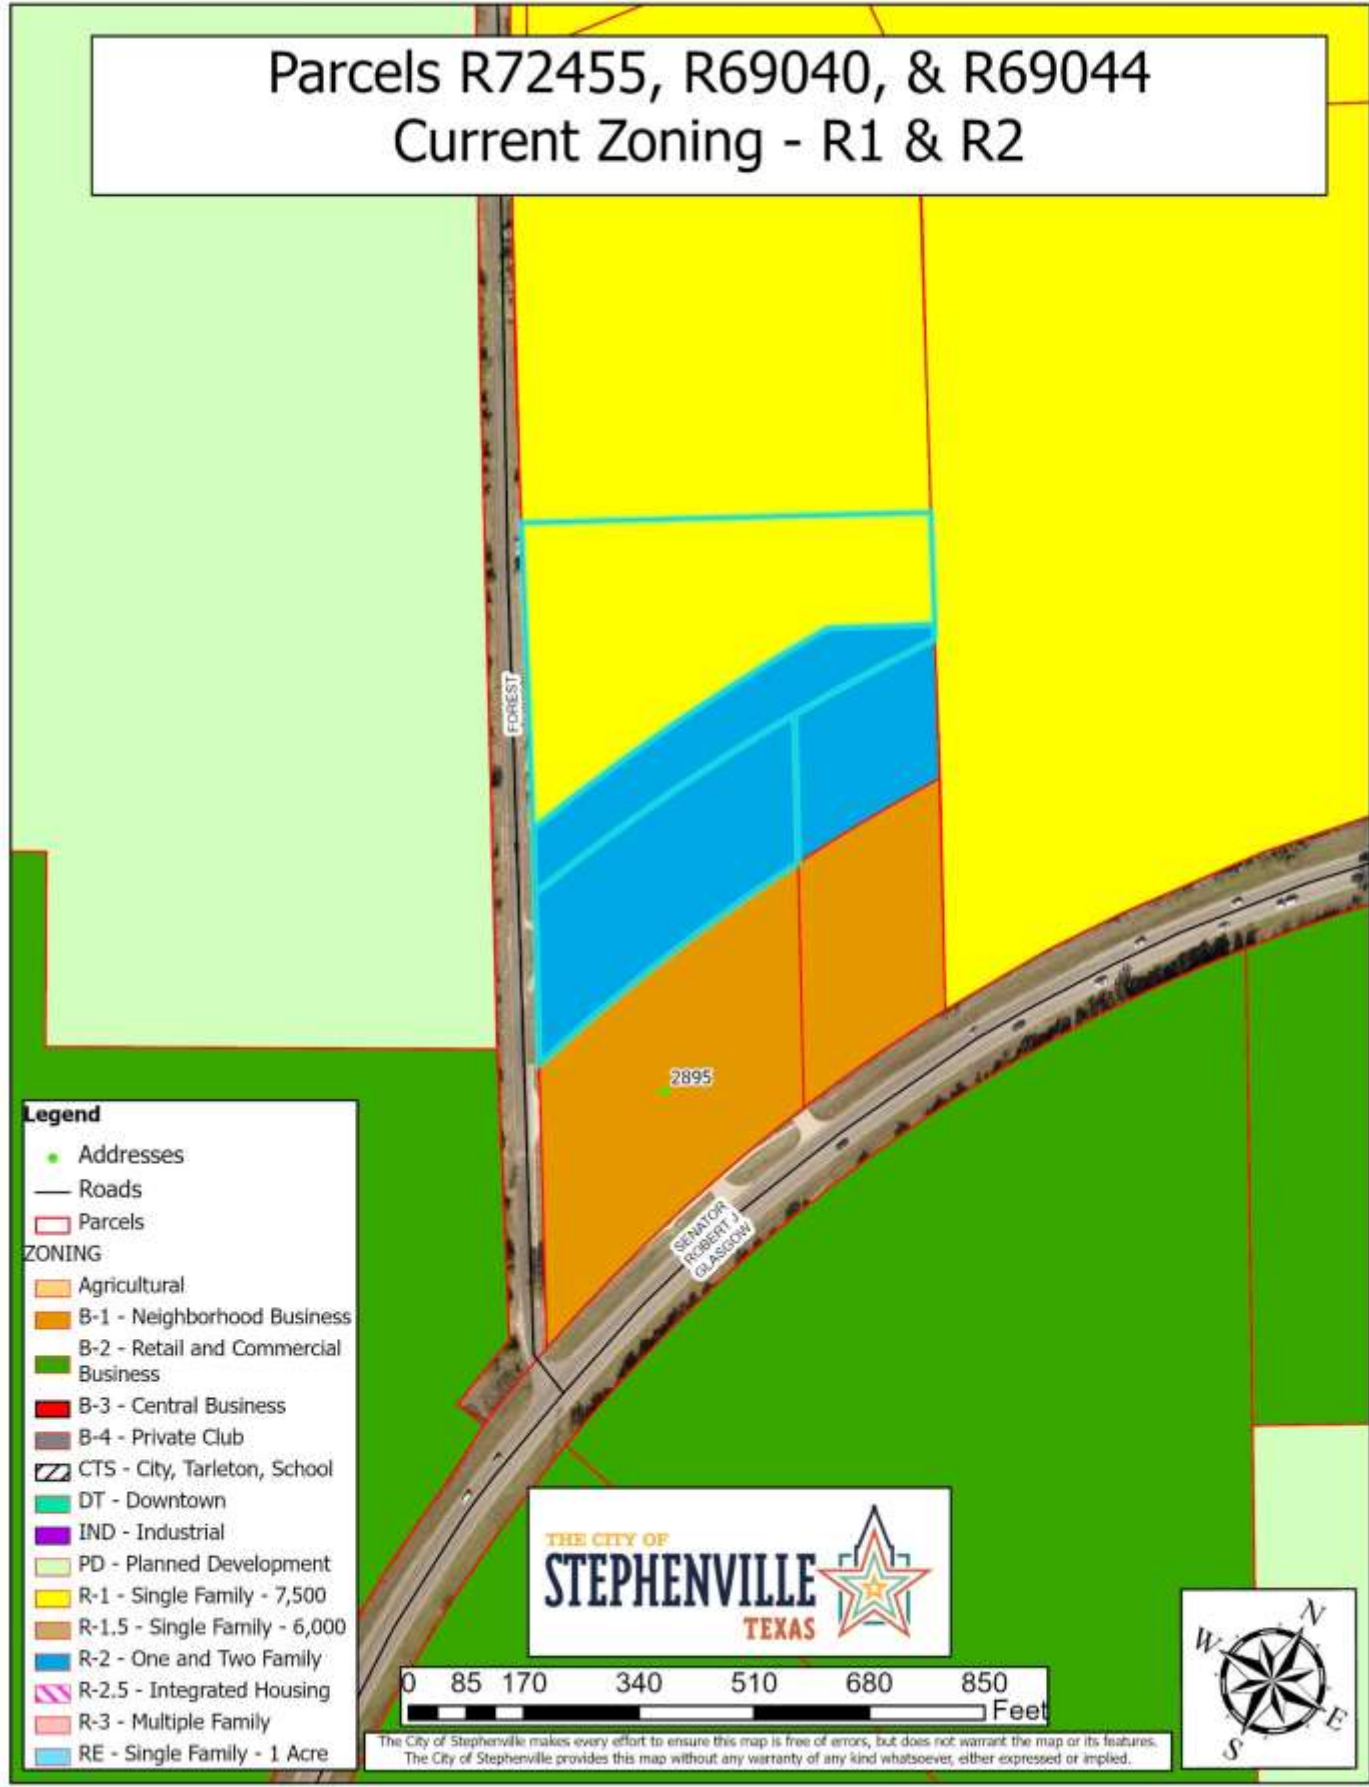 Parcels R72455, R69040, & R69044
Current Zoning - R1 & R2
FOREST
2895
SENATOR
ROBERT J
GLASGOW
Legend
Addresses
Roads
Parcels
ZONING
Agricultural
B-1 - Neighborhood Business
B-2 - Retail and Commercial
Business
B-3 - Central Business
B-4 - Private Club
CTS - City, Tarleton, School
DT - Downtown
IND - Industrial
PD - Planned Development
R-1 - Single Family - 7,500
R-1.5 - Single Family - 6,000
R-2 - One and Two Family
R-2.5 - Integrated Housing
R-3 - Multiple Family
RE - Single Family - 1 Acre
THE CITY OF
STEPHENVILLE
TEXAS
0 85 170 340 510 680 850
Feet
The City of Stephenville makes every effort to ensure this map is free of errors, but does not warrant the map or its features.
The City of Stephenville provides this map without any warranty of any kind whatsoever, either expressed or implied.
N
W
E
S